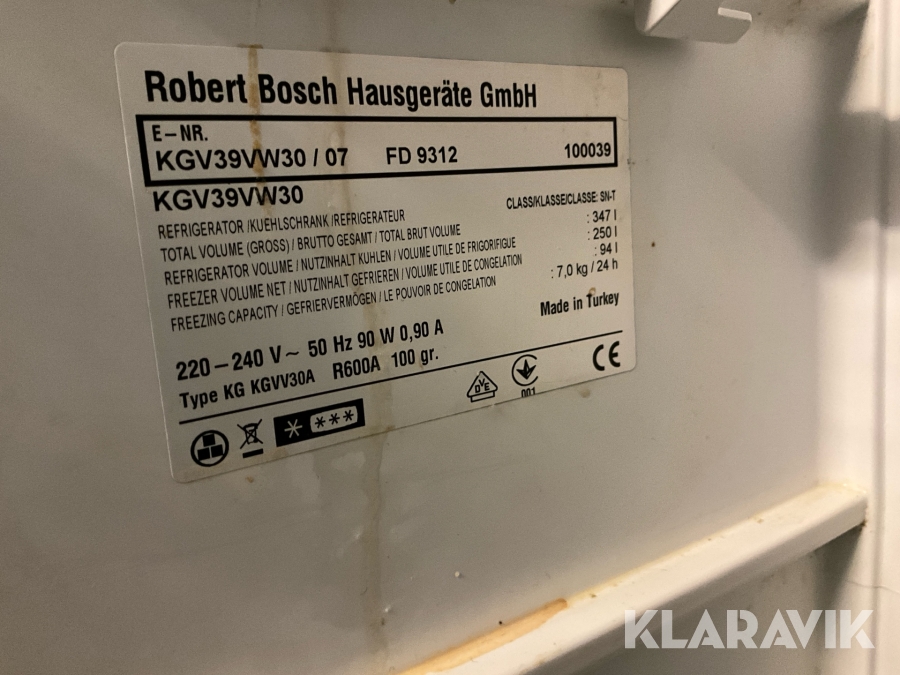 Robert Bosch Hausgeräte GmbH
E-NR.
KGV39VW30 / 07 FD 9312 100039
KGV39VW30
CLASS/KLASSE/CLASSE: SN-T
REFRIGERATOR /KUEHLSCHRANK /REFRIGERATEUR
TOTAL VOLUME (GROSS) / BRUTTO GESAMT / TOTAL BRUT VOLUME : 347 l
REFRIGERATOR VOLUME / NUTZINHALT KUHLEN / VOLUME UTILE DE FRIGORIFIQUE : 250 l
FREEZER VOLUME NET / NUTZINHALT GEFRIEREN / VOLUME UTILE DE CONGELATION : 94 l
FREEZING CAPACITY / GEFRIERVERMÖGEN / LE POUVOIR DE CONGELATION : 7,0 kg / 24 h
Made in Turkey
220-240 V ~ 50 Hz 90 W 0,90 A
Type KG KGVV30A R600A 100 gr.
CE
DVE
001
* ***
KLARAVIK